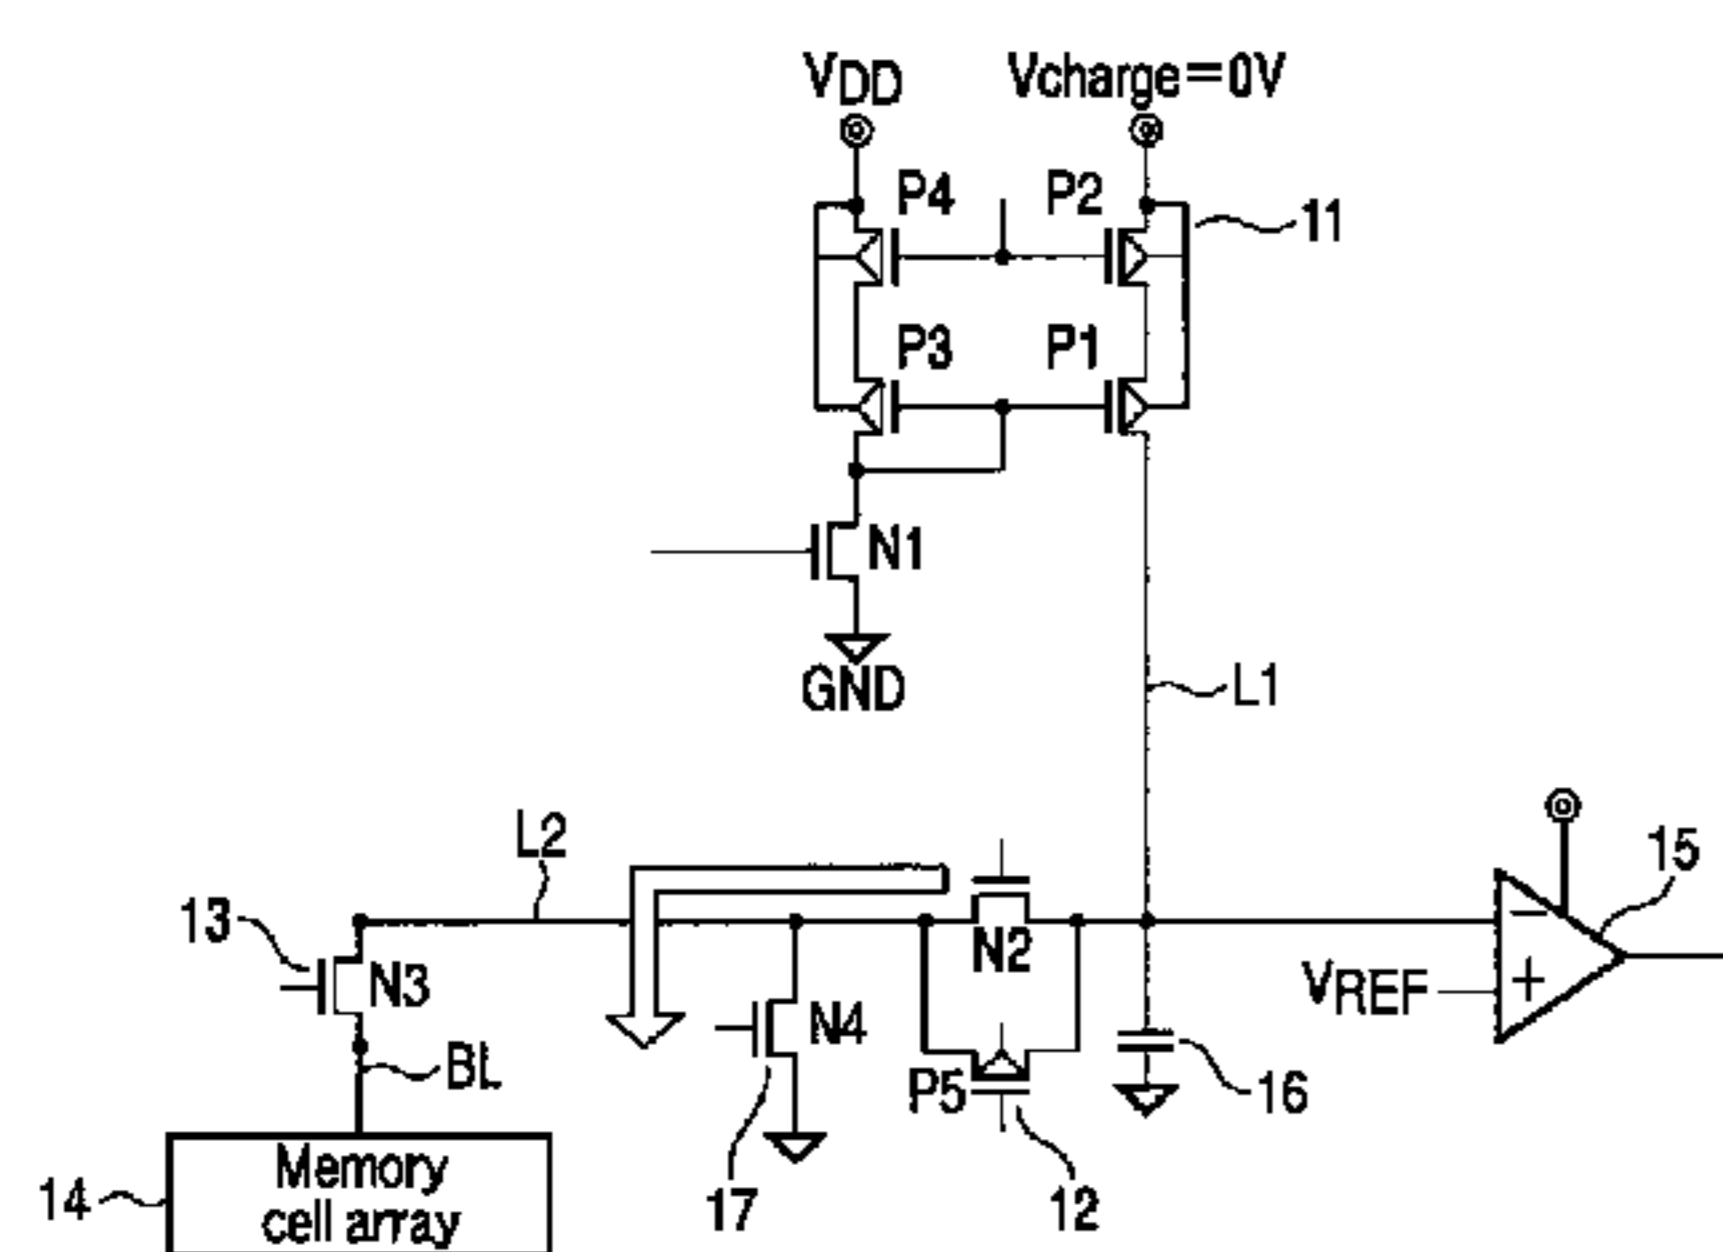 VDD Vcharge=0V
P4 P2
11
P3 P1
N1
GND
L1
L2
15
13
N3
N2
VREF
N4
BL
P5
16
Memory
cell array
14
17
12
−
+